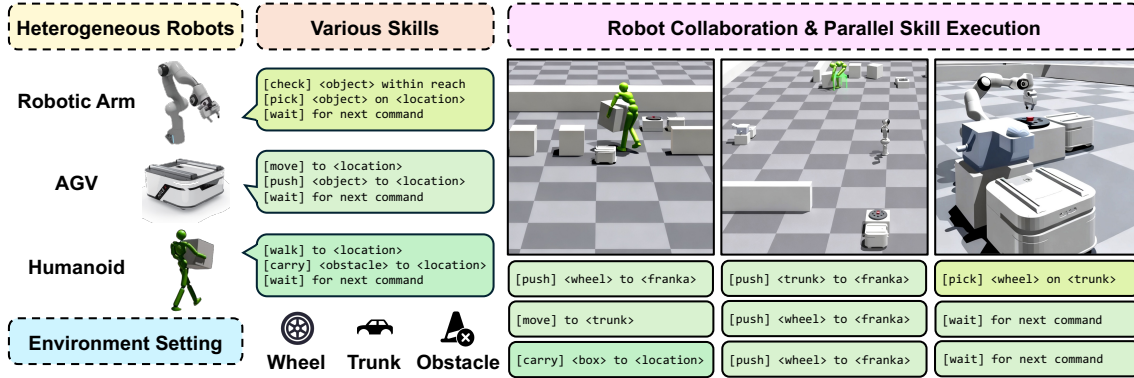 Heterogeneous Robots
Various Skills
Robot Collaboration & Parallel Skill Execution
Robotic Arm
[check] <object> within reach
[pick] <object> on <location>
[wait] for next command
AGV
[move] to <location>
[push] <object> to <location>
[wait] for next command
Humanoid
[walk] to <location>
[carry] <obstacle> to <location>
[wait] for next command
Environment Setting
Wheel
Trunk
Obstacle
[push] <wheel> to <franka>
[push] <trunk> to <franka>
[pick] <wheel> on <trunk>
[move] to <trunk>
[push] <wheel> to <franka>
[wait] for next command
[carry] <box> to <location>
[push] <wheel> to <franka>
[wait] for next command